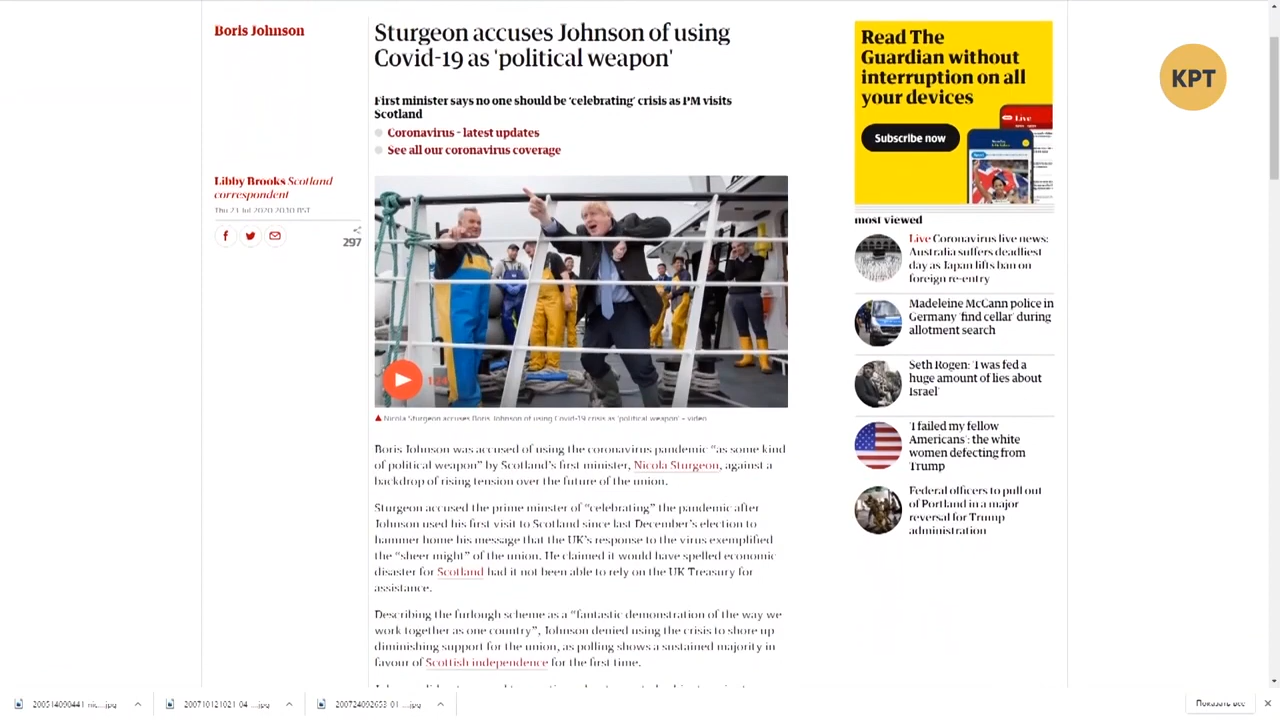 Boris Johnson
Sturgeon accuses Johnson of using
Covid-19 as 'political weapon'
First minister says no one should be 'celebrating' crisis as PM visits
Scotland
Coronavirus - latest updates
See all our coronavirus coverage
Libby Brooks Scotland
correspondent
Thu 23 Jul 2020 20.10 BST
297
Nicola Sturgeon accuses Boris Johnson of using Covid-19 crisis as 'political weapon' – video
Boris Johnson was accused of using the coronavirus pandemic “as some kind
of political weapon” by Scotland’s first minister, Nicola Sturgeon, against a
backdrop of rising tension over the future of the union.
Sturgeon accused the prime minster of “celebrating” the pandemic after
Johnson used his first visit to Scotland since last December’s election to
hammer home his message that the UK’s response to the virus exemplified
the “sheer might” of the union. He claimed it would have spelled economic
disaster for Scotland had it not been able to rely on the UK Treasury for
assistance.
Describing the furlough scheme as a “fantastic demonstration of the way we
work together as one country”, Johnson denied using the crisis to shore up
diminishing support for the union, as polling shows a sustained majority in
favour of Scottish independence for the first time.
Read The
Guardian without
interruption on all
your devices
Subscribe now
Live
most viewed
Live Coronavirus live news:
Australia suffers deadliest
day as Japan lifts ban on
foreign re-entry
Madeleine McCann police in
Germany 'find cellar' during
allotment search
Seth Rogen: 'I was fed a
huge amount of lies about
Israel'
'I failed my fellow
Americans': the white
women defecting from
Trump
Federal officers to pull out
of Portland in a major
reversal for Trump
administration
КРТ
200514090441-nic....jpg
200710121021-04-....jpg
200724092653-01-....jpg
Показать все